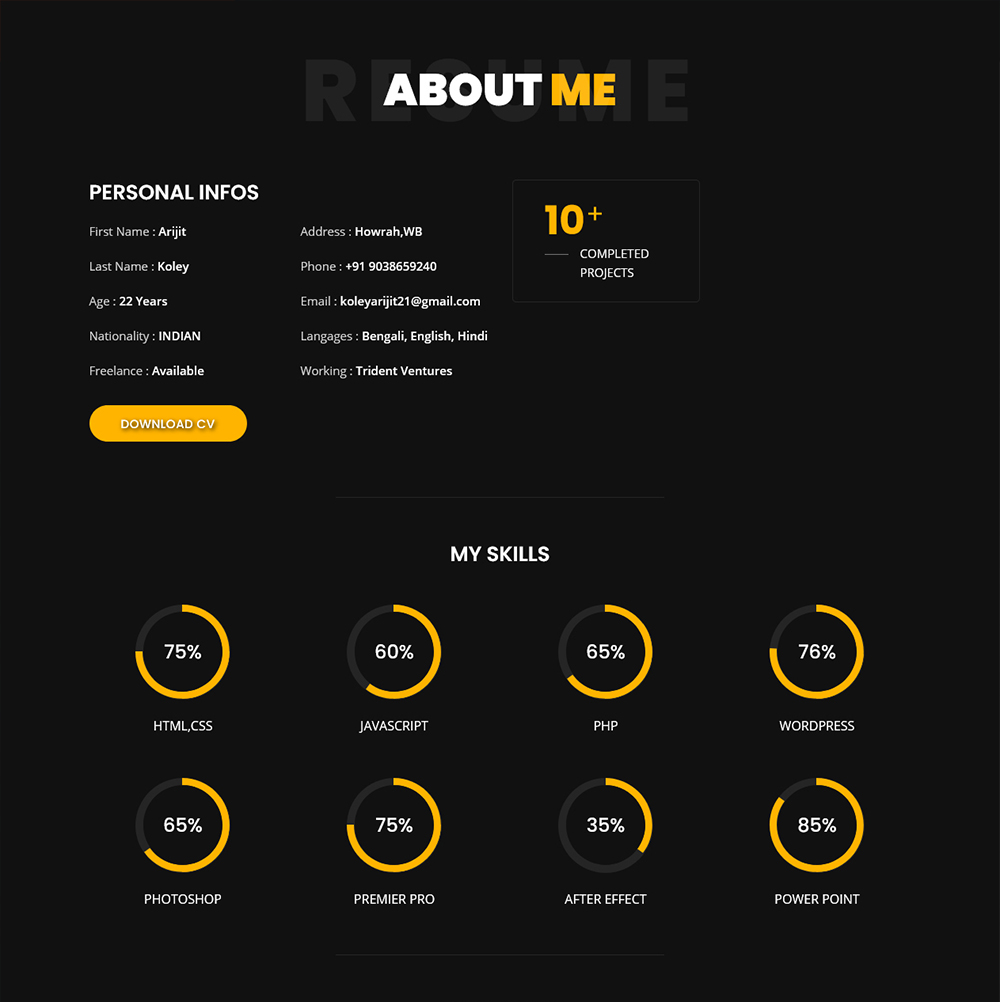 RESUME
ABOUT ME
PERSONAL INFOS
First Name : Arijit
Last Name : Koley
Age : 22 Years
Nationality : INDIAN
Freelance : Available
Address : Howrah,WB
Phone : +91 9038659240
Email : koleyarijit21@gmail.com
Langages : Bengali, English, Hindi
Working : Trident Ventures
DOWNLOAD CV
10+
COMPLETED
PROJECTS
MY SKILLS
75%
HTML,CSS
60%
JAVASCRIPT
65%
PHP
76%
WORDPRESS
65%
PHOTOSHOP
75%
PREMIER PRO
35%
AFTER EFFECT
85%
POWER POINT